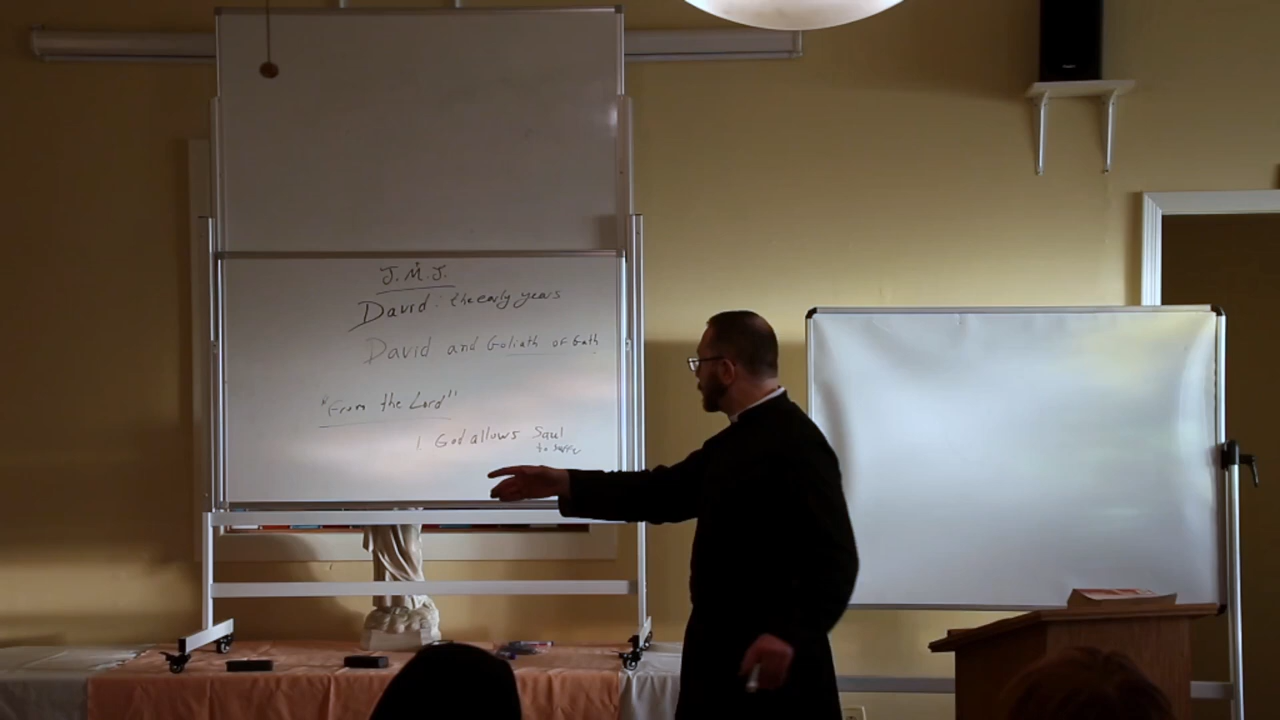 J.M.J.
David: the early years
David and Goliath of Gath
"From the Lord"
1. God allows Saul
to suffer